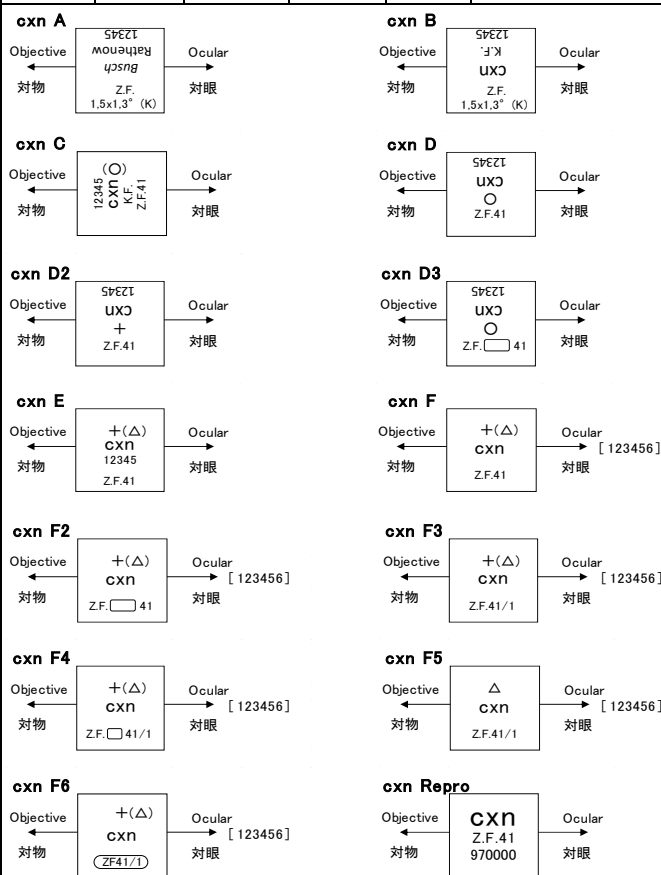 cxn A
Objective
対物
12345
Rathenow
Busch
Z.F.
1,5x1,3° (K)
Ocular
対眼
cxn B
Objective
対物
12345
K.F.
cxn
Z.F.
1,5x1,3° (K)
Ocular
対眼
cxn C
Objective
対物
(○)
12345
cxn
K.F.
Z.F.41
Ocular
対眼
cxn D
Objective
対物
12345
cxn
○
Z.F.41
Ocular
対眼
cxn D2
Objective
対物
12345
cxn
+
Z.F.41
Ocular
対眼
cxn D3
Objective
対物
12345
cxn
○
Z.F. 41
Ocular
対眼
cxn E
Objective
対物
+(△)
cxn
12345
Z.F.41
Ocular
対眼
cxn F
Objective
対物
+(△)
cxn
Z.F.41
Ocular
[123456]
対眼
cxn F2
Objective
対物
+(△)
cxn
Z.F. 41
Ocular
[123456]
対眼
cxn F3
Objective
対物
+(△)
cxn
Z.F.41/1
Ocular
[123456]
対眼
cxn F4
Objective
対物
+(△)
cxn
Z.F. 41/1
Ocular
[123456]
対眼
cxn F5
Objective
対物
△
cxn
Z.F.41/1
Ocular
[123456]
対眼
cxn F6
Objective
対物
+(△)
cxn
ZF41/1
Ocular
[123456]
対眼
cxn Repro
Objective
対物
cxn
Z.F.41
970000
Ocular
対眼